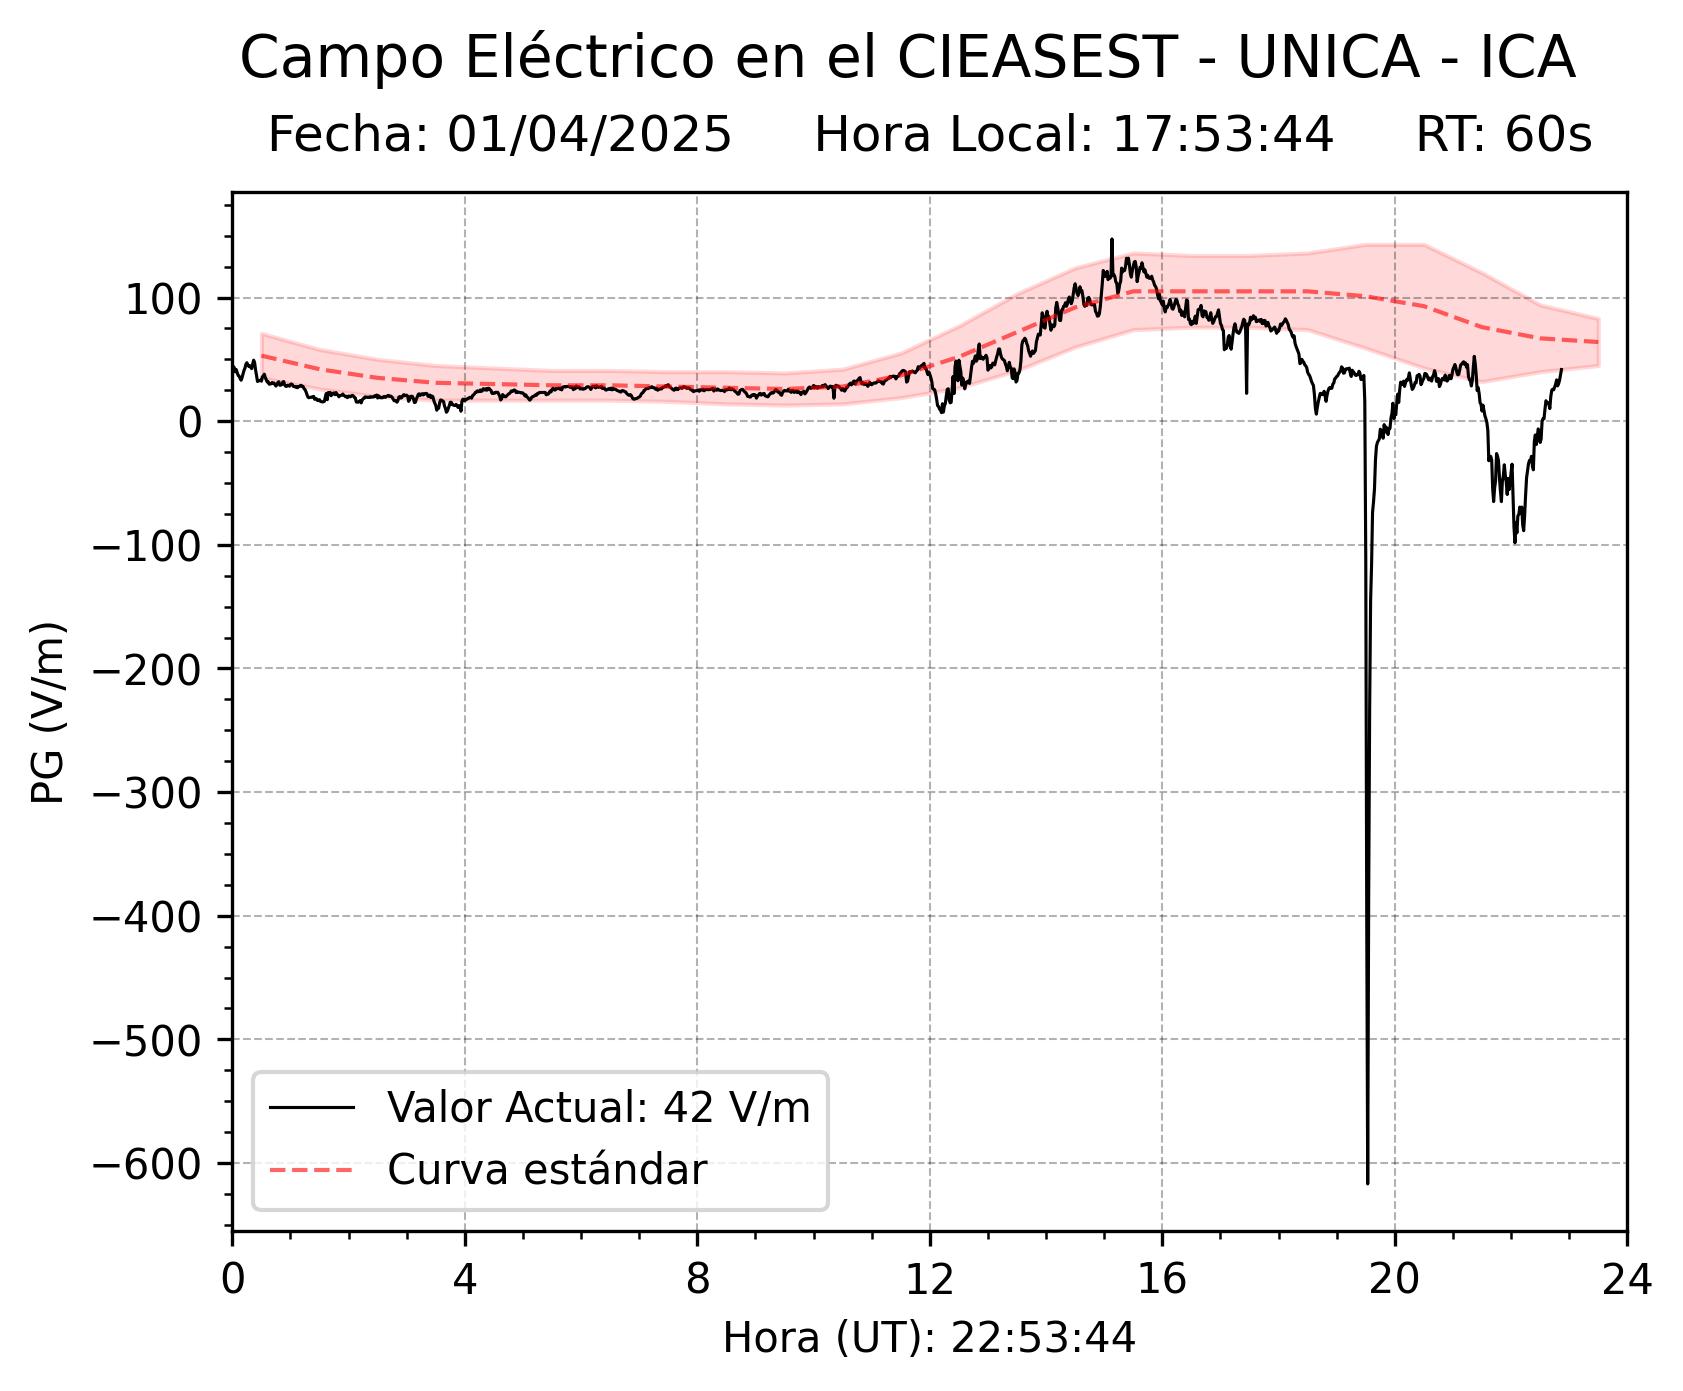 Campo Eléctrico en el CIEASEST - UNICA - ICA
Fecha: 01/04/2025 Hora Local: 17:53:44 RT: 60s
PG (V/m)
100
0
−100
−200
−300
−400
−500
−600
Valor Actual: 42 V/m
Curva estándar
0 4 8 12 16 20 24
Hora (UT): 22:53:44